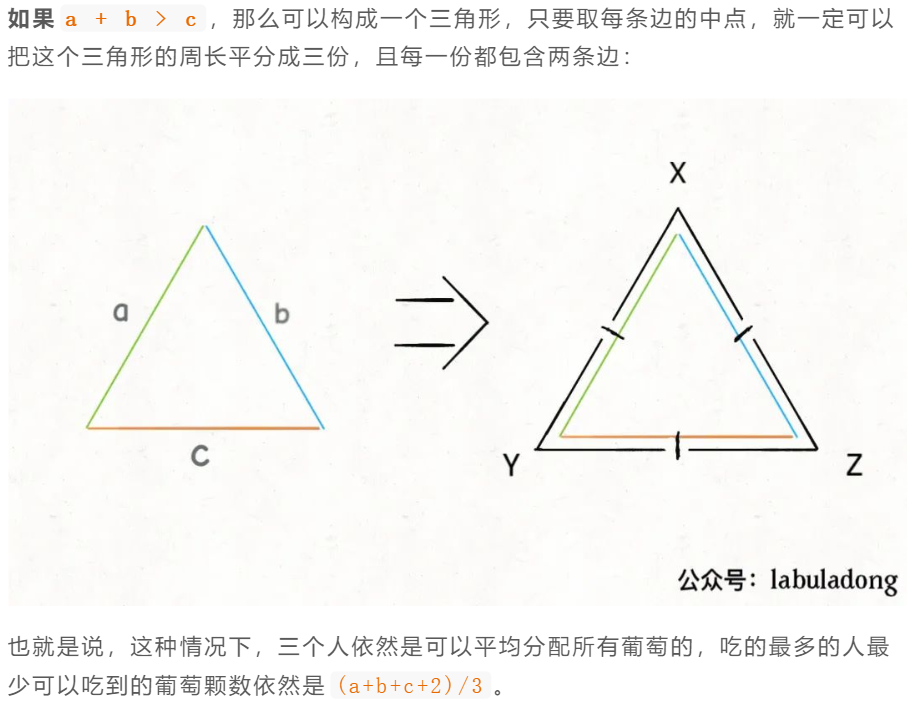 如果 a + b > c ，那么可以构成一个三角形，只要取每条边的中点，就一定可以
把这个三角形的周长平分成三份，且每一份都包含两条边：
X
a
b
c
Y
Z
公众号：labuladong
也就是说，这种情况下，三个人依然是可以平均分配所有葡萄的，吃的最多的人最
少可以吃到的葡萄颗数依然是 (a+b+c+2)/3 。